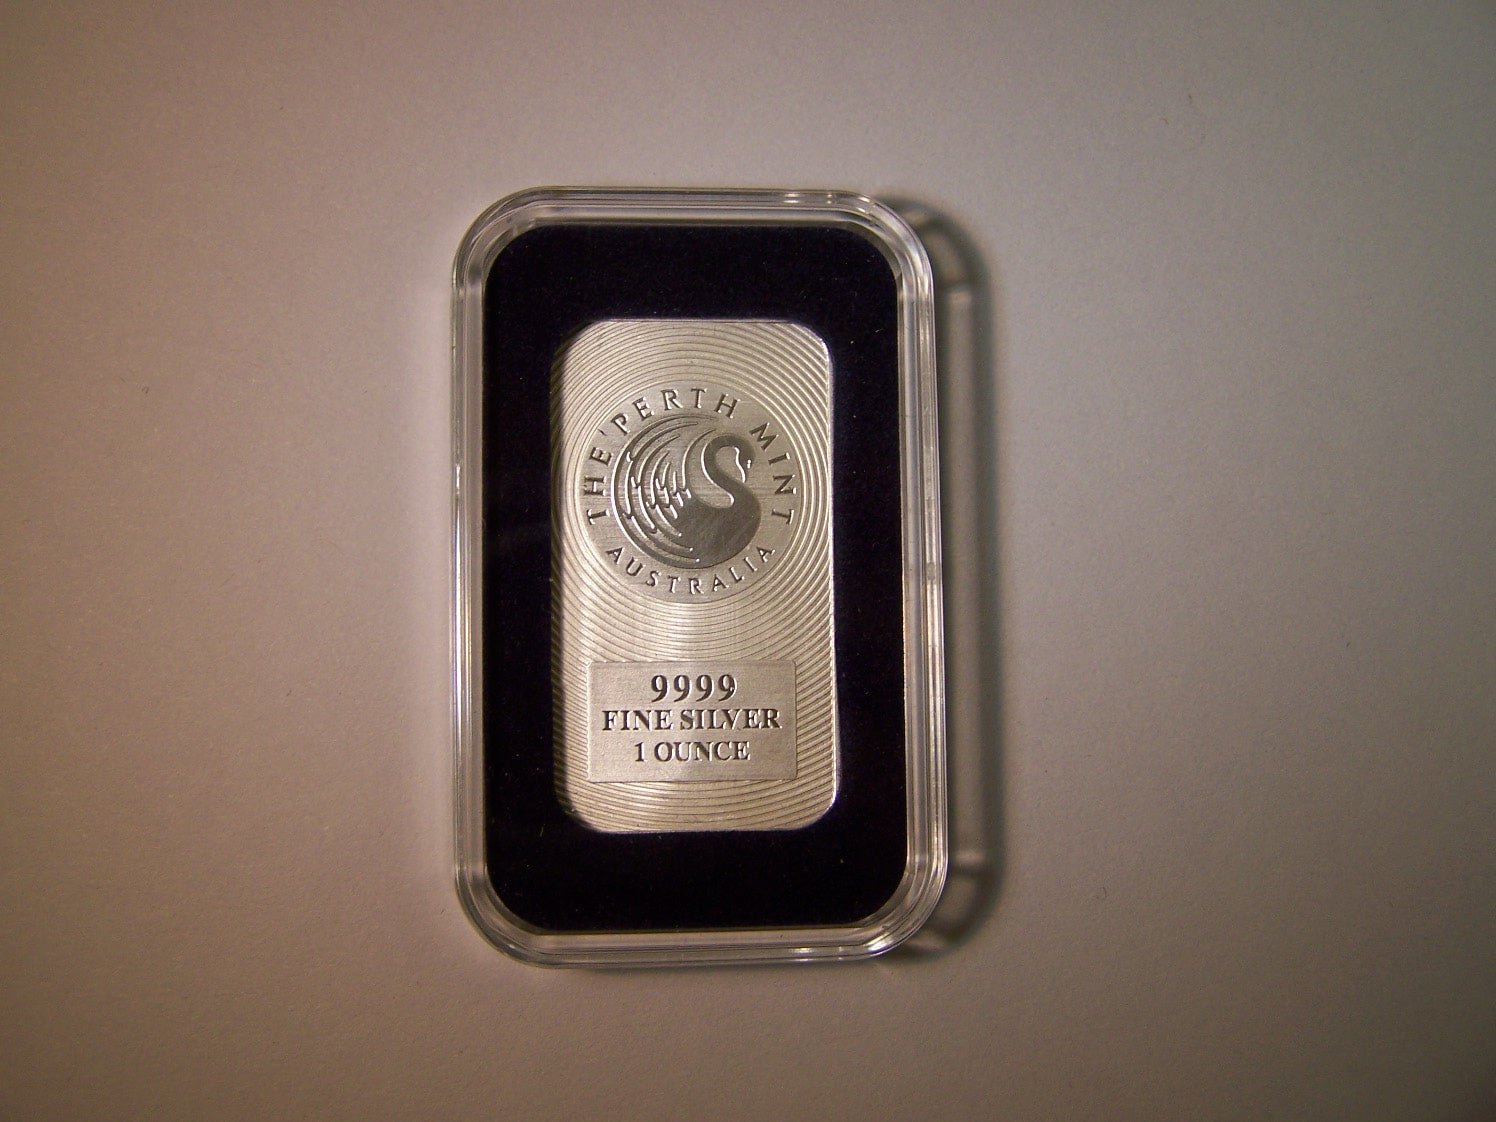 THE PERTH MINT
AUSTRALIA
9999
FINE SILVER
1 OUNCE